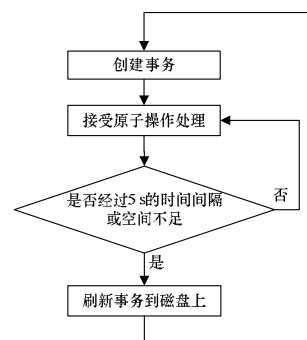 创建事务
接受原子操作处理
是否经过5 s的时间间隔
或空间不足
否
是
刷新事务到磁盘上